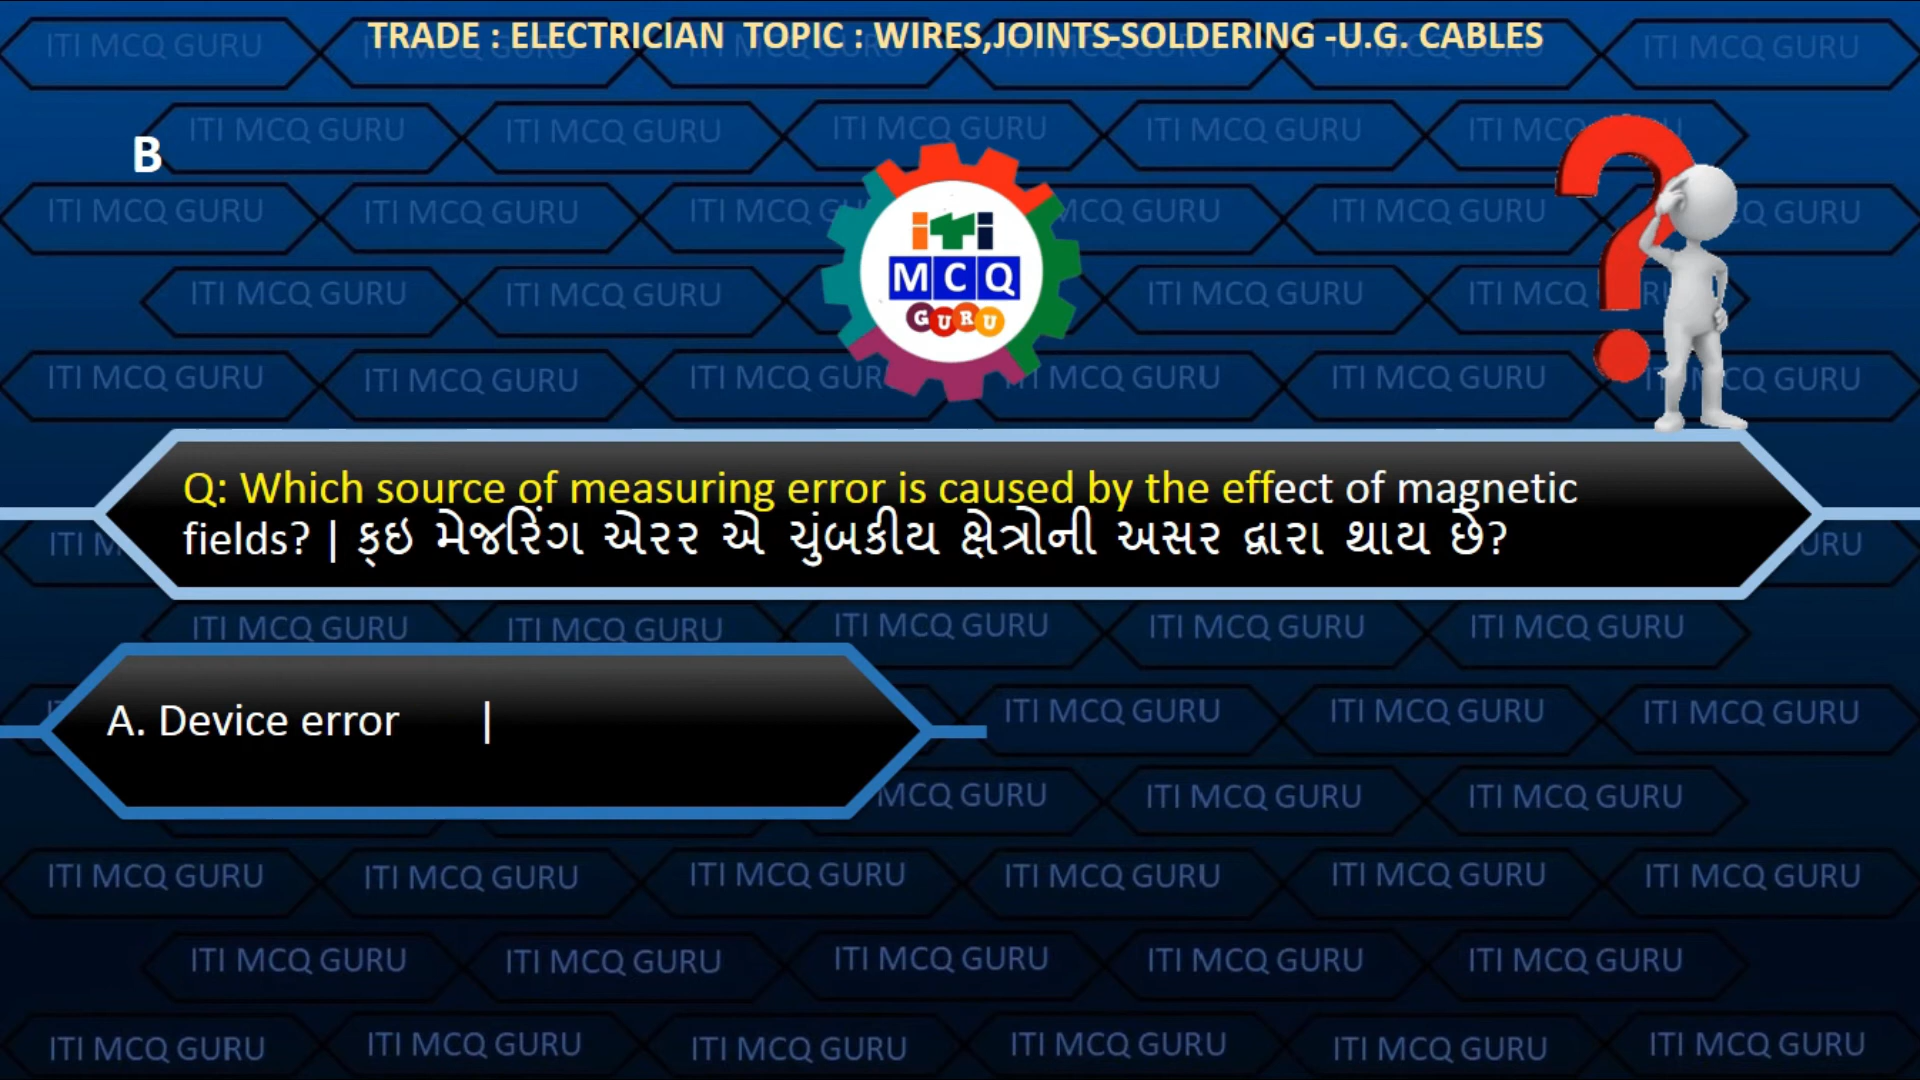 TRADE : ELECTRICIAN  TOPIC : WIRES,JOINTS-SOLDERING -U.G. CABLES
B
iTi
MCQ
GURU
Q: Which source of measuring error is caused by the effect of magnetic
fields? | ક્ઇ મેજરિંગ એરર એ ચુંબકીય ક્ષેત્રોની અસર દ્વારા થાય છે?
A. Device error |
ITI MCQ GURU